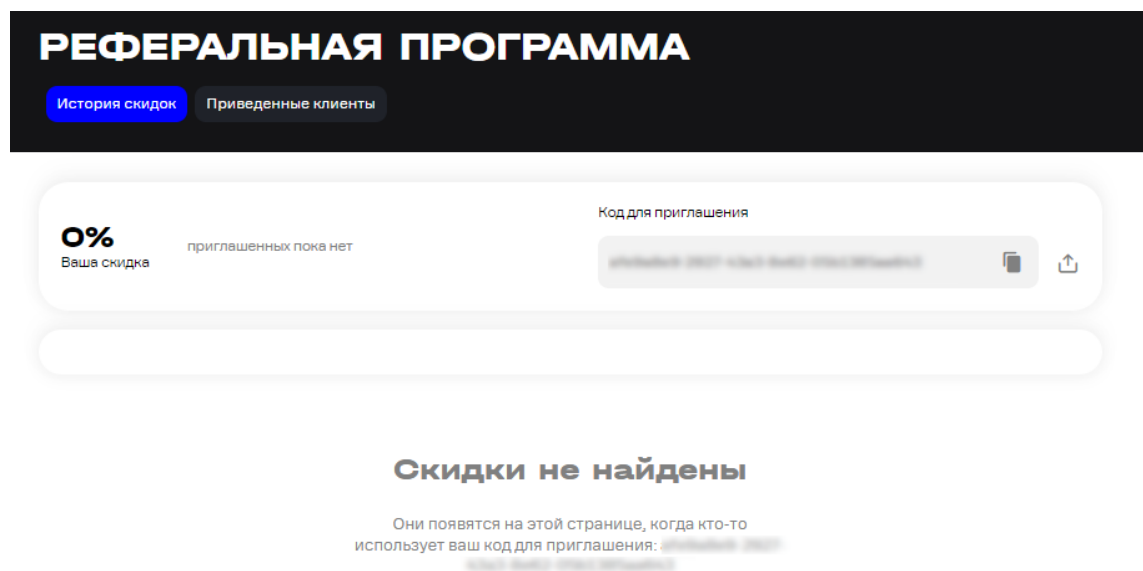 РЕФЕРАЛЬНАЯ ПРОГРАММА
История скидок
Приведенные клиенты
0%
Ваша скидка
приглашенных пока нет
Код для приглашения
Скидки не найдены
Они появятся на этой странице, когда кто-то
использует ваш код для приглашения: